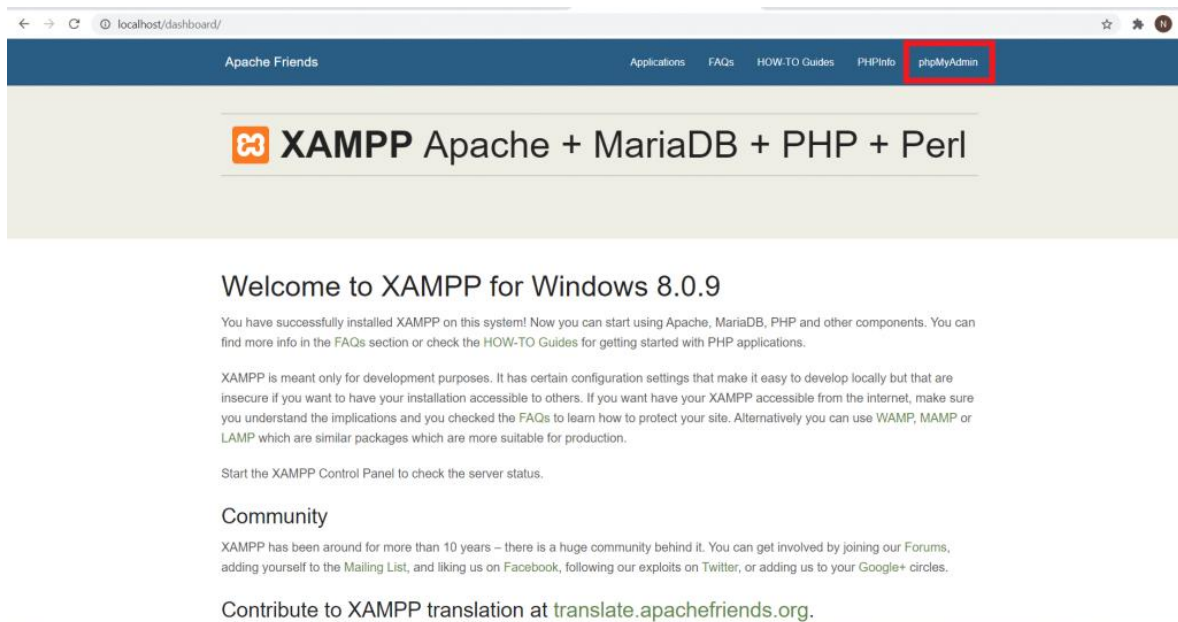 localhost/dashboard/
N
Apache Friends Applications FAQs HOW-TO Guides PHPInfo phpMyAdmin
XAMPP Apache + MariaDB + PHP + Perl
Welcome to XAMPP for Windows 8.0.9
You have successfully installed XAMPP on this system! Now you can start using Apache, MariaDB, PHP and other components. You can
find more info in the FAQs section or check the HOW-TO Guides for getting started with PHP applications.
XAMPP is meant only for development purposes. It has certain configuration settings that make it easy to develop locally but that are
insecure if you want to have your installation accessible to others. If you want have your XAMPP accessible from the internet, make sure
you understand the implications and you checked the FAQs to learn how to protect your site. Alternatively you can use WAMP, MAMP or
LAMP which are similar packages which are more suitable for production.
Start the XAMPP Control Panel to check the server status.
Community
XAMPP has been around for more than 10 years – there is a huge community behind it. You can get involved by joining our Forums,
adding yourself to the Mailing List, and liking us on Facebook, following our exploits on Twitter, or adding us to your Google+ circles.
Contribute to XAMPP translation at translate.apachefriends.org.